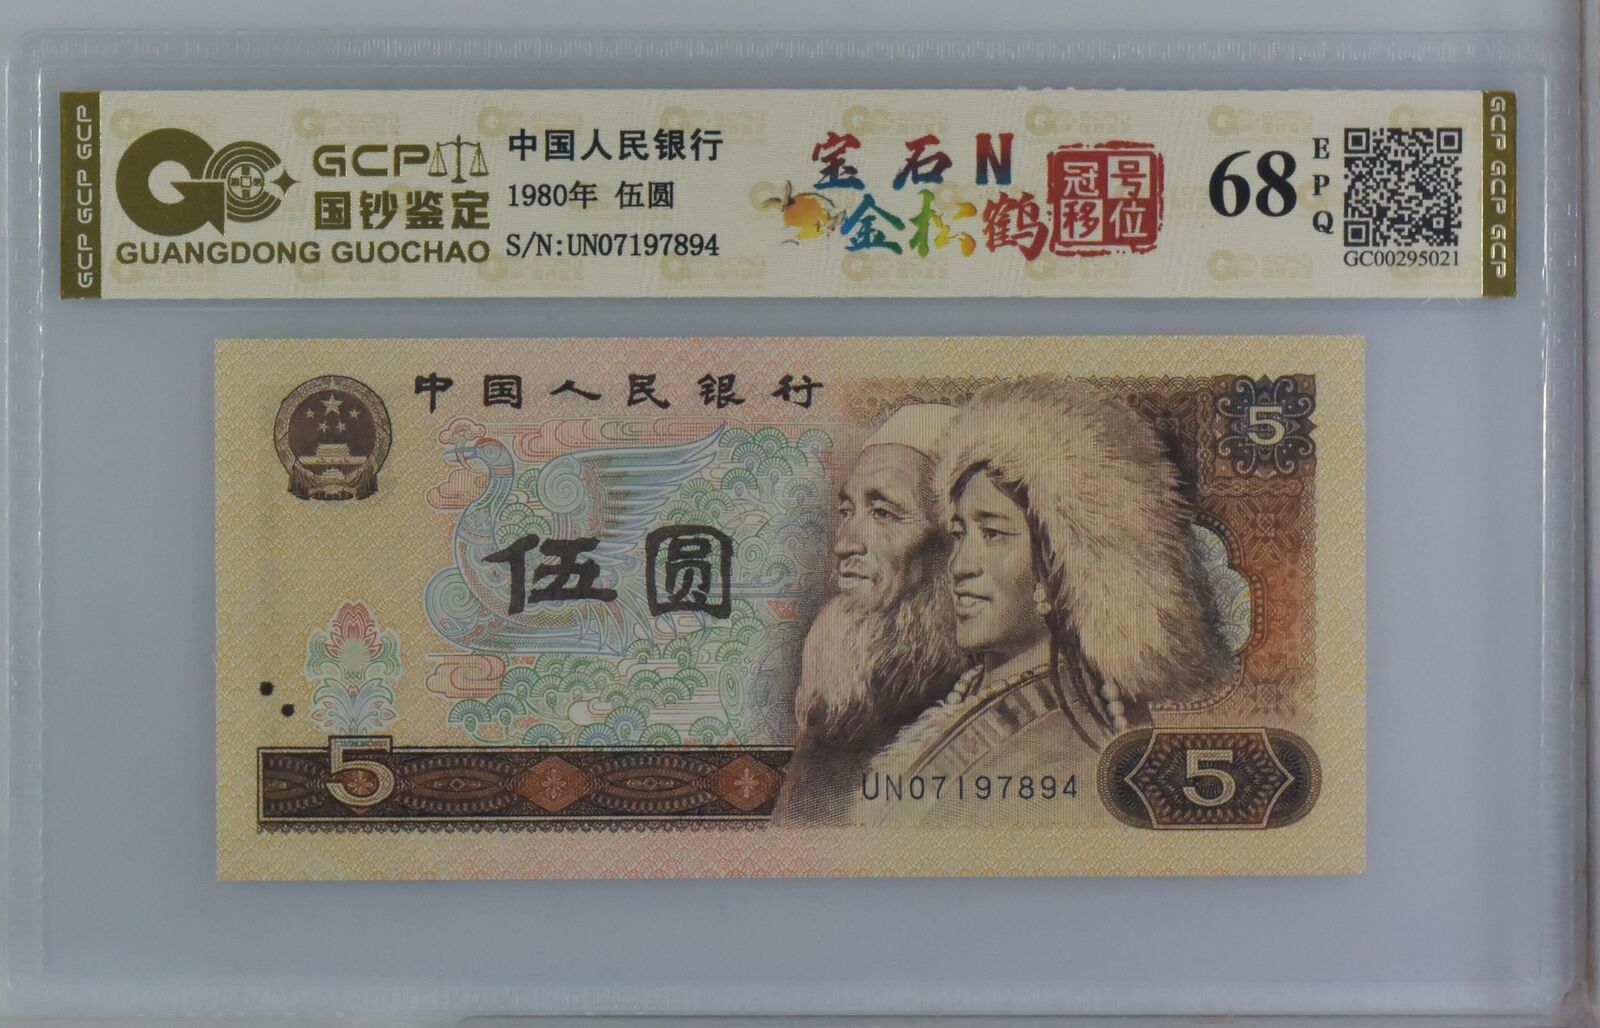 GCP GCP GCP
GCP
国钞鉴定
GUANGDONG GUOCHAO
中国人民银行
1980年 伍圆
S/N:UN07197894
宝石N
金松鹤
冠号
移位
68
EPQ
GC00295021
GCP GCP GCP GCP
中国人民银行
5
伍圆
5
UN07197894
5